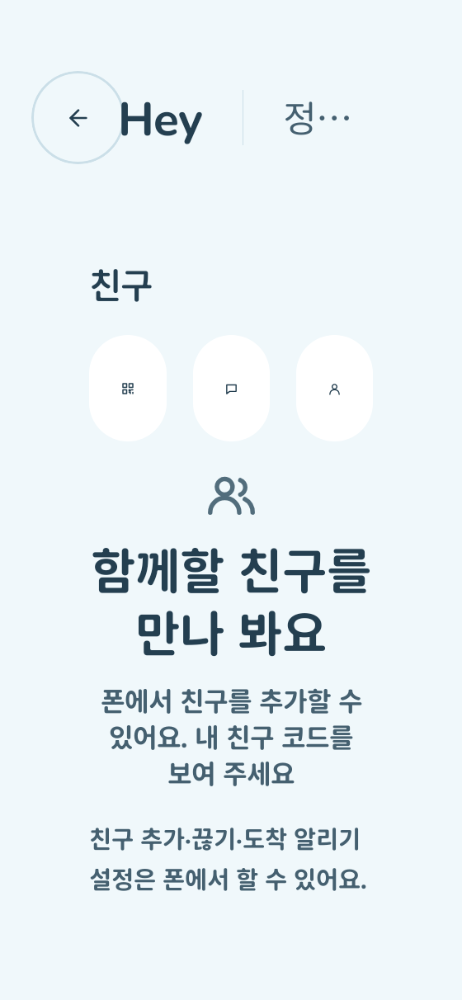 Hey
정…
친구
함께할 친구를
만나 봐요
폰에서 친구를 추가할 수
있어요. 내 친구 코드를
보여 주세요
친구 추가·끊기·도착 알리기
설정은 폰에서 할 수 있어요.